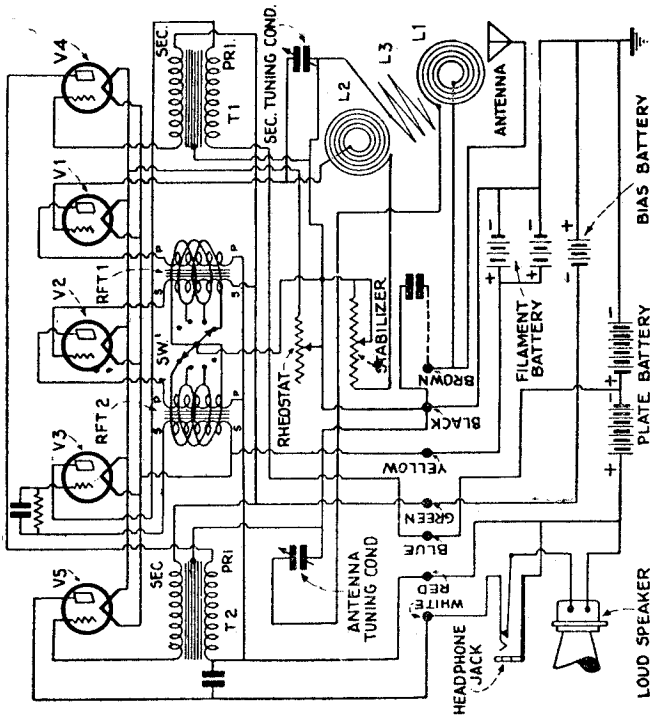 V5
V3
V2
V1
V4
RFT 2
SW'
RFT1
S
P
S
P
S
P
S
P
SEC
PRI
T2
SEC.
PRI.
T1
SEC. TUNING COND.
L2
L3
L1
RHEOSTAT
STABILIZER
ANTENNA
TUNING COND
ANTENNA
WHITE
RED
BLUE
GREEN
YELLOW
BLACK
BROWN
HEADPHONE
JACK
FILAMENT
BATTERY
+
-
+
-
-
+
+
-
+
-
LOUD SPEAKER
PLATE BATTERY
BIAS BATTERY